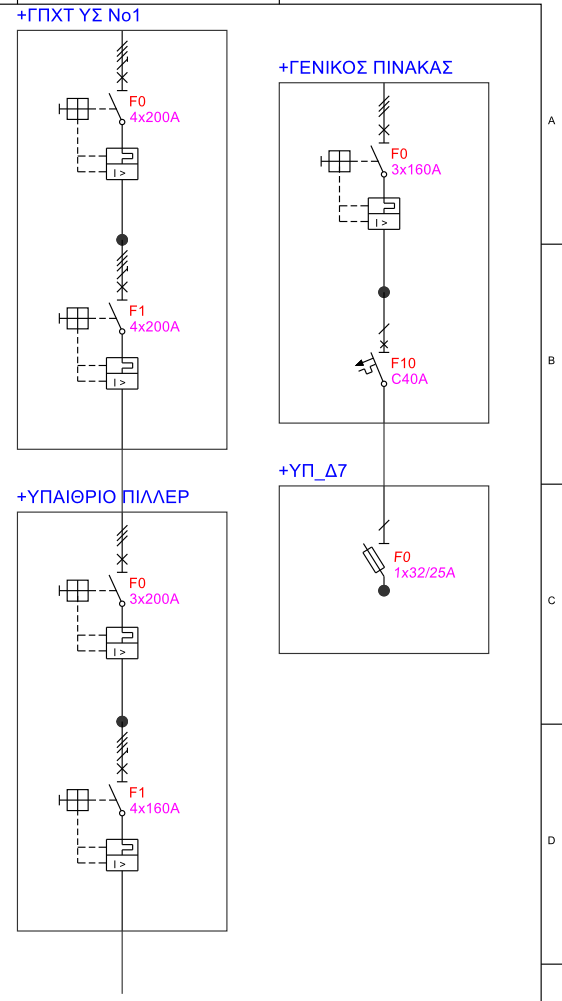 +ΓΠΧΤ ΥΣ Νο1
F0
4x200A
I >
F1
4x200A
I >
+ΥΠΑΙΘΡΙΟ ΠΙΛΛΕΡ
F0
3x200A
I >
F1
4x160A
I >
+ΓΕΝΙΚΟΣ ΠΙΝΑΚΑΣ
F0
3x160A
I >
F10
C40A
+ΥΠ_Δ7
F0
1x32/25A
A
B
C
D